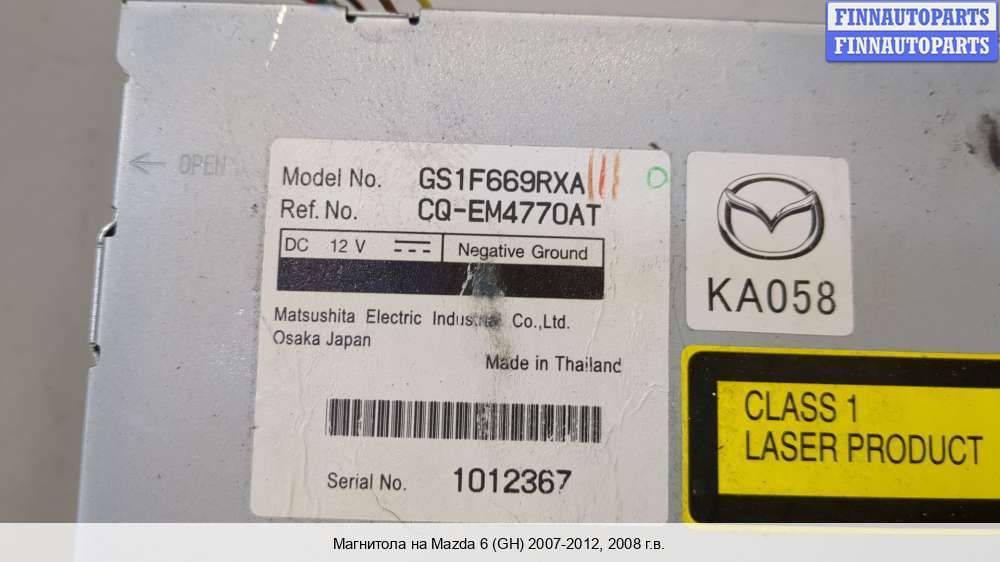 FINNAUTOPARTS
FINNAUTOPARTS
← OPEN
Model No. GS1F669RXA
Ref. No. CQ-EM4770AT
DC 12 V Negative Ground
Matsushita Electric Industrial Co.,Ltd.
Osaka Japan
Made in Thailand
Serial No. 1012367
KA058
CLASS 1
LASER PRODUCT
Магнитола на Mazda 6 (GH) 2007-2012, 2008 г.в.